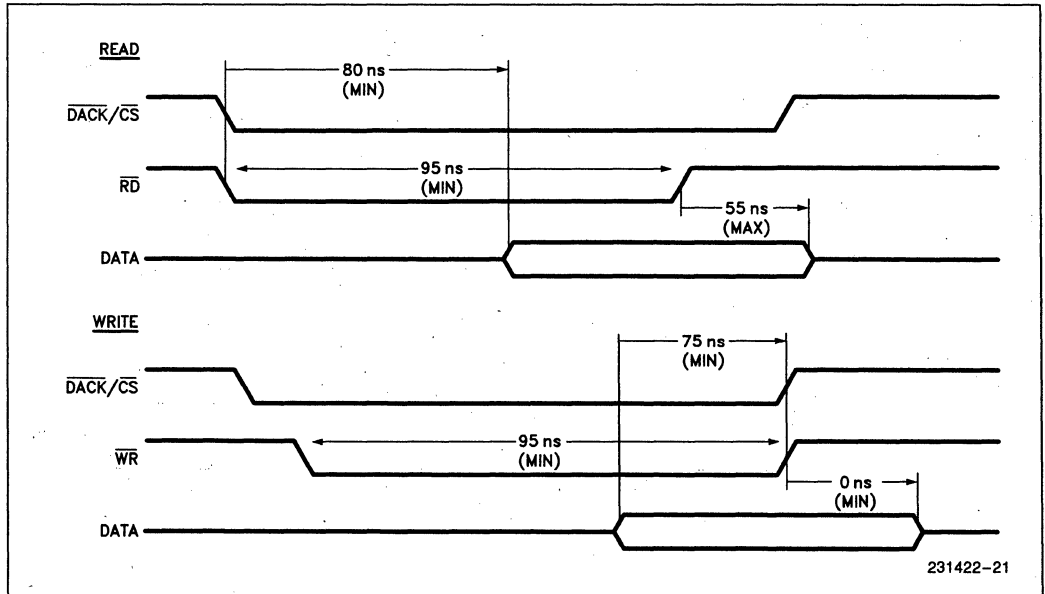 READ
80 ns
(MIN)
DACK/CS
95 ns
(MIN)
RD
55 ns
(MAX)
DATA
WRITE
75 ns
(MIN)
DACK/CS
95 ns
(MIN)
WR
0 ns
(MIN)
DATA
231422-21